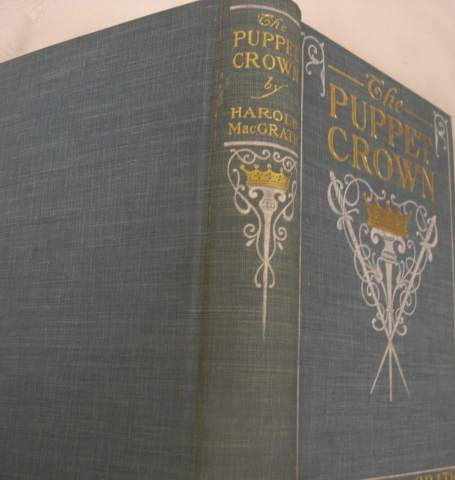 The
PUPPET
CROWN
by
HAROLD
MacGRATH
The
PUPPET
CROWN